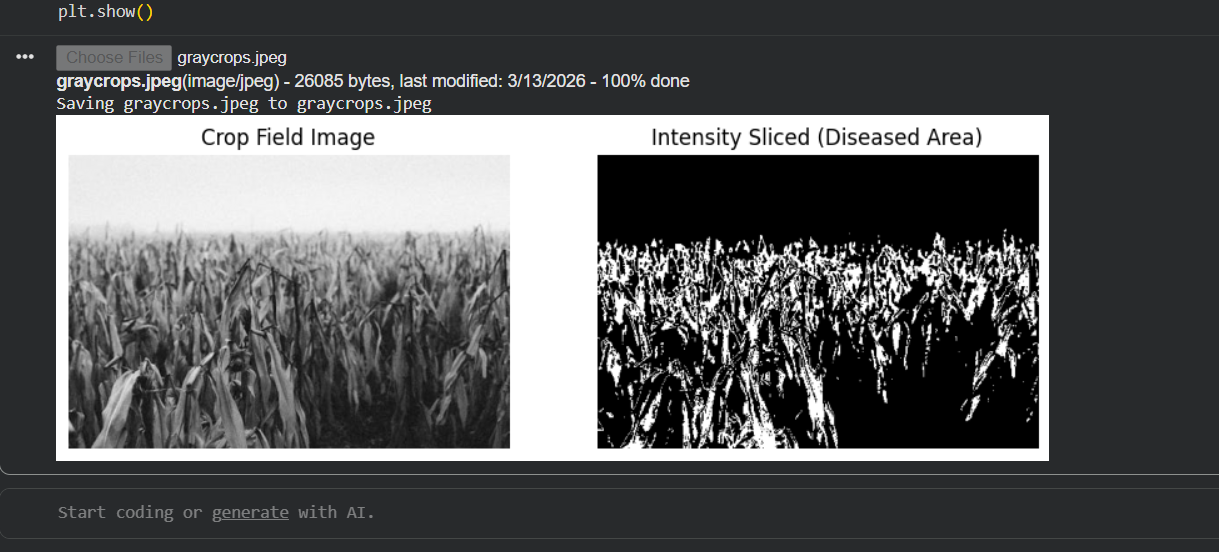 plt.show()
Choose Files graycrops.jpeg
graycrops.jpeg(image/jpeg) - 26085 bytes, last modified: 3/13/2026 - 100% done
Saving graycrops.jpeg to graycrops.jpeg
Crop Field Image
Intensity Sliced (Diseased Area)
Start coding or generate with AI.